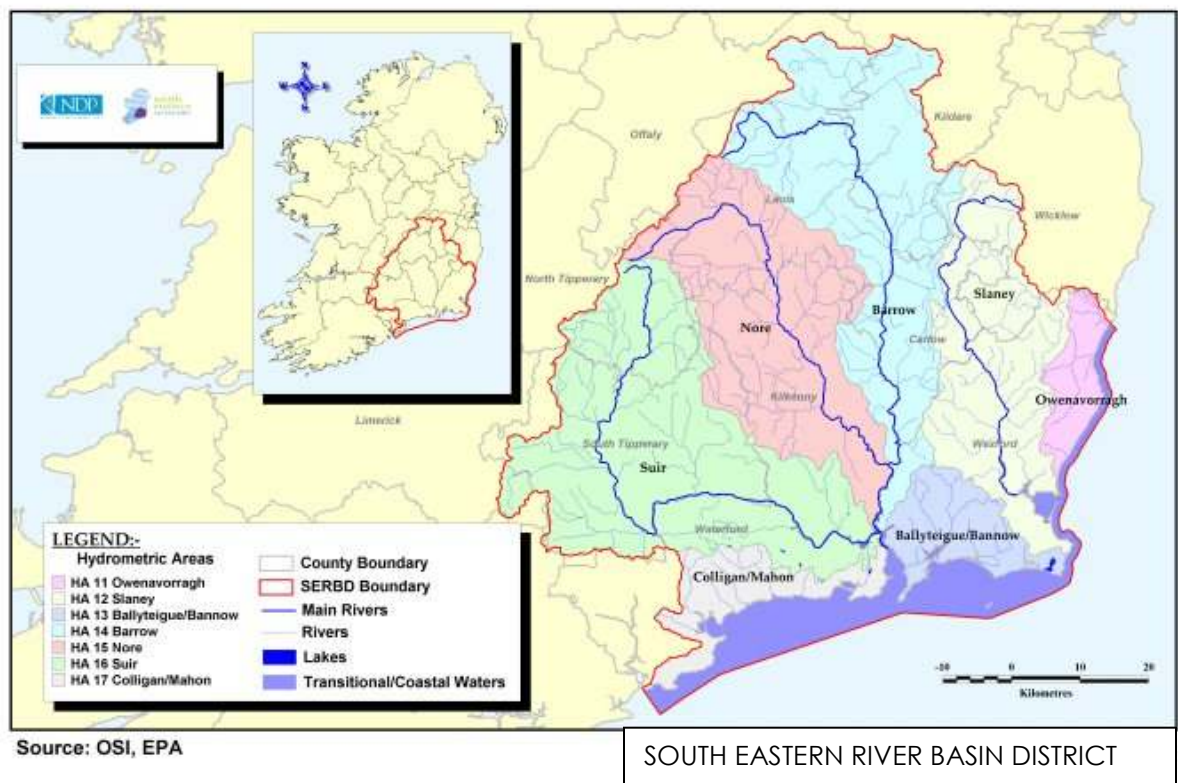 NDP
Offaly
Kildare
Laois
Wicklow
North Tipperary
Slaney
Barrow
Nore
Carlow
Kilkenny
Owenavorragh
Limerick
South Tipperary
Wexford
Suir
Waterford
Ballyteigue/Bannow
Colligan/Mahon
LEGEND:-
Hydrometric Areas
HA 11 Owenavorragh
HA 12 Slaney
HA 13 Ballyteigue/Bannow
HA 14 Barrow
HA 15 Nore
HA 16 Suir
HA 17 Colligan/Mahon
County Boundary
SERBD Boundary
Main Rivers
Rivers
Lakes
Transitional/Coastal Waters
-10 0 10 20
Kilometres
Source: OSI, EPA
SOUTH EASTERN RIVER BASIN DISTRICT